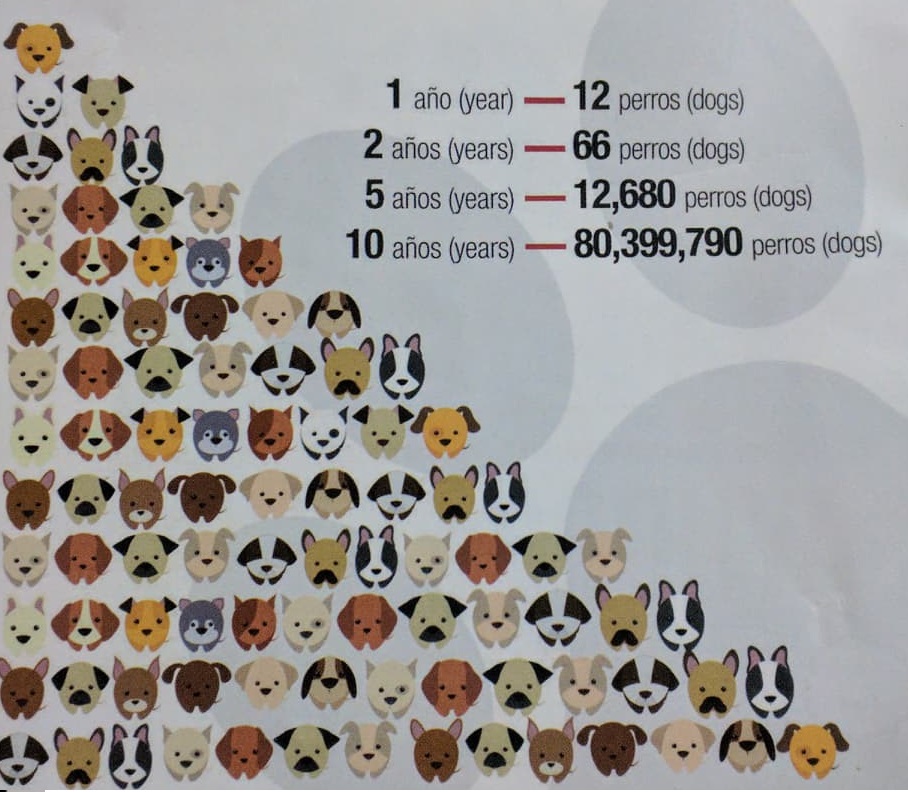 1 año (year) — 12 perros (dogs)
2 años (years) — 66 perros (dogs)
5 años (years) — 12,680 perros (dogs)
10 años (years) — 80,399,790 perros (dogs)